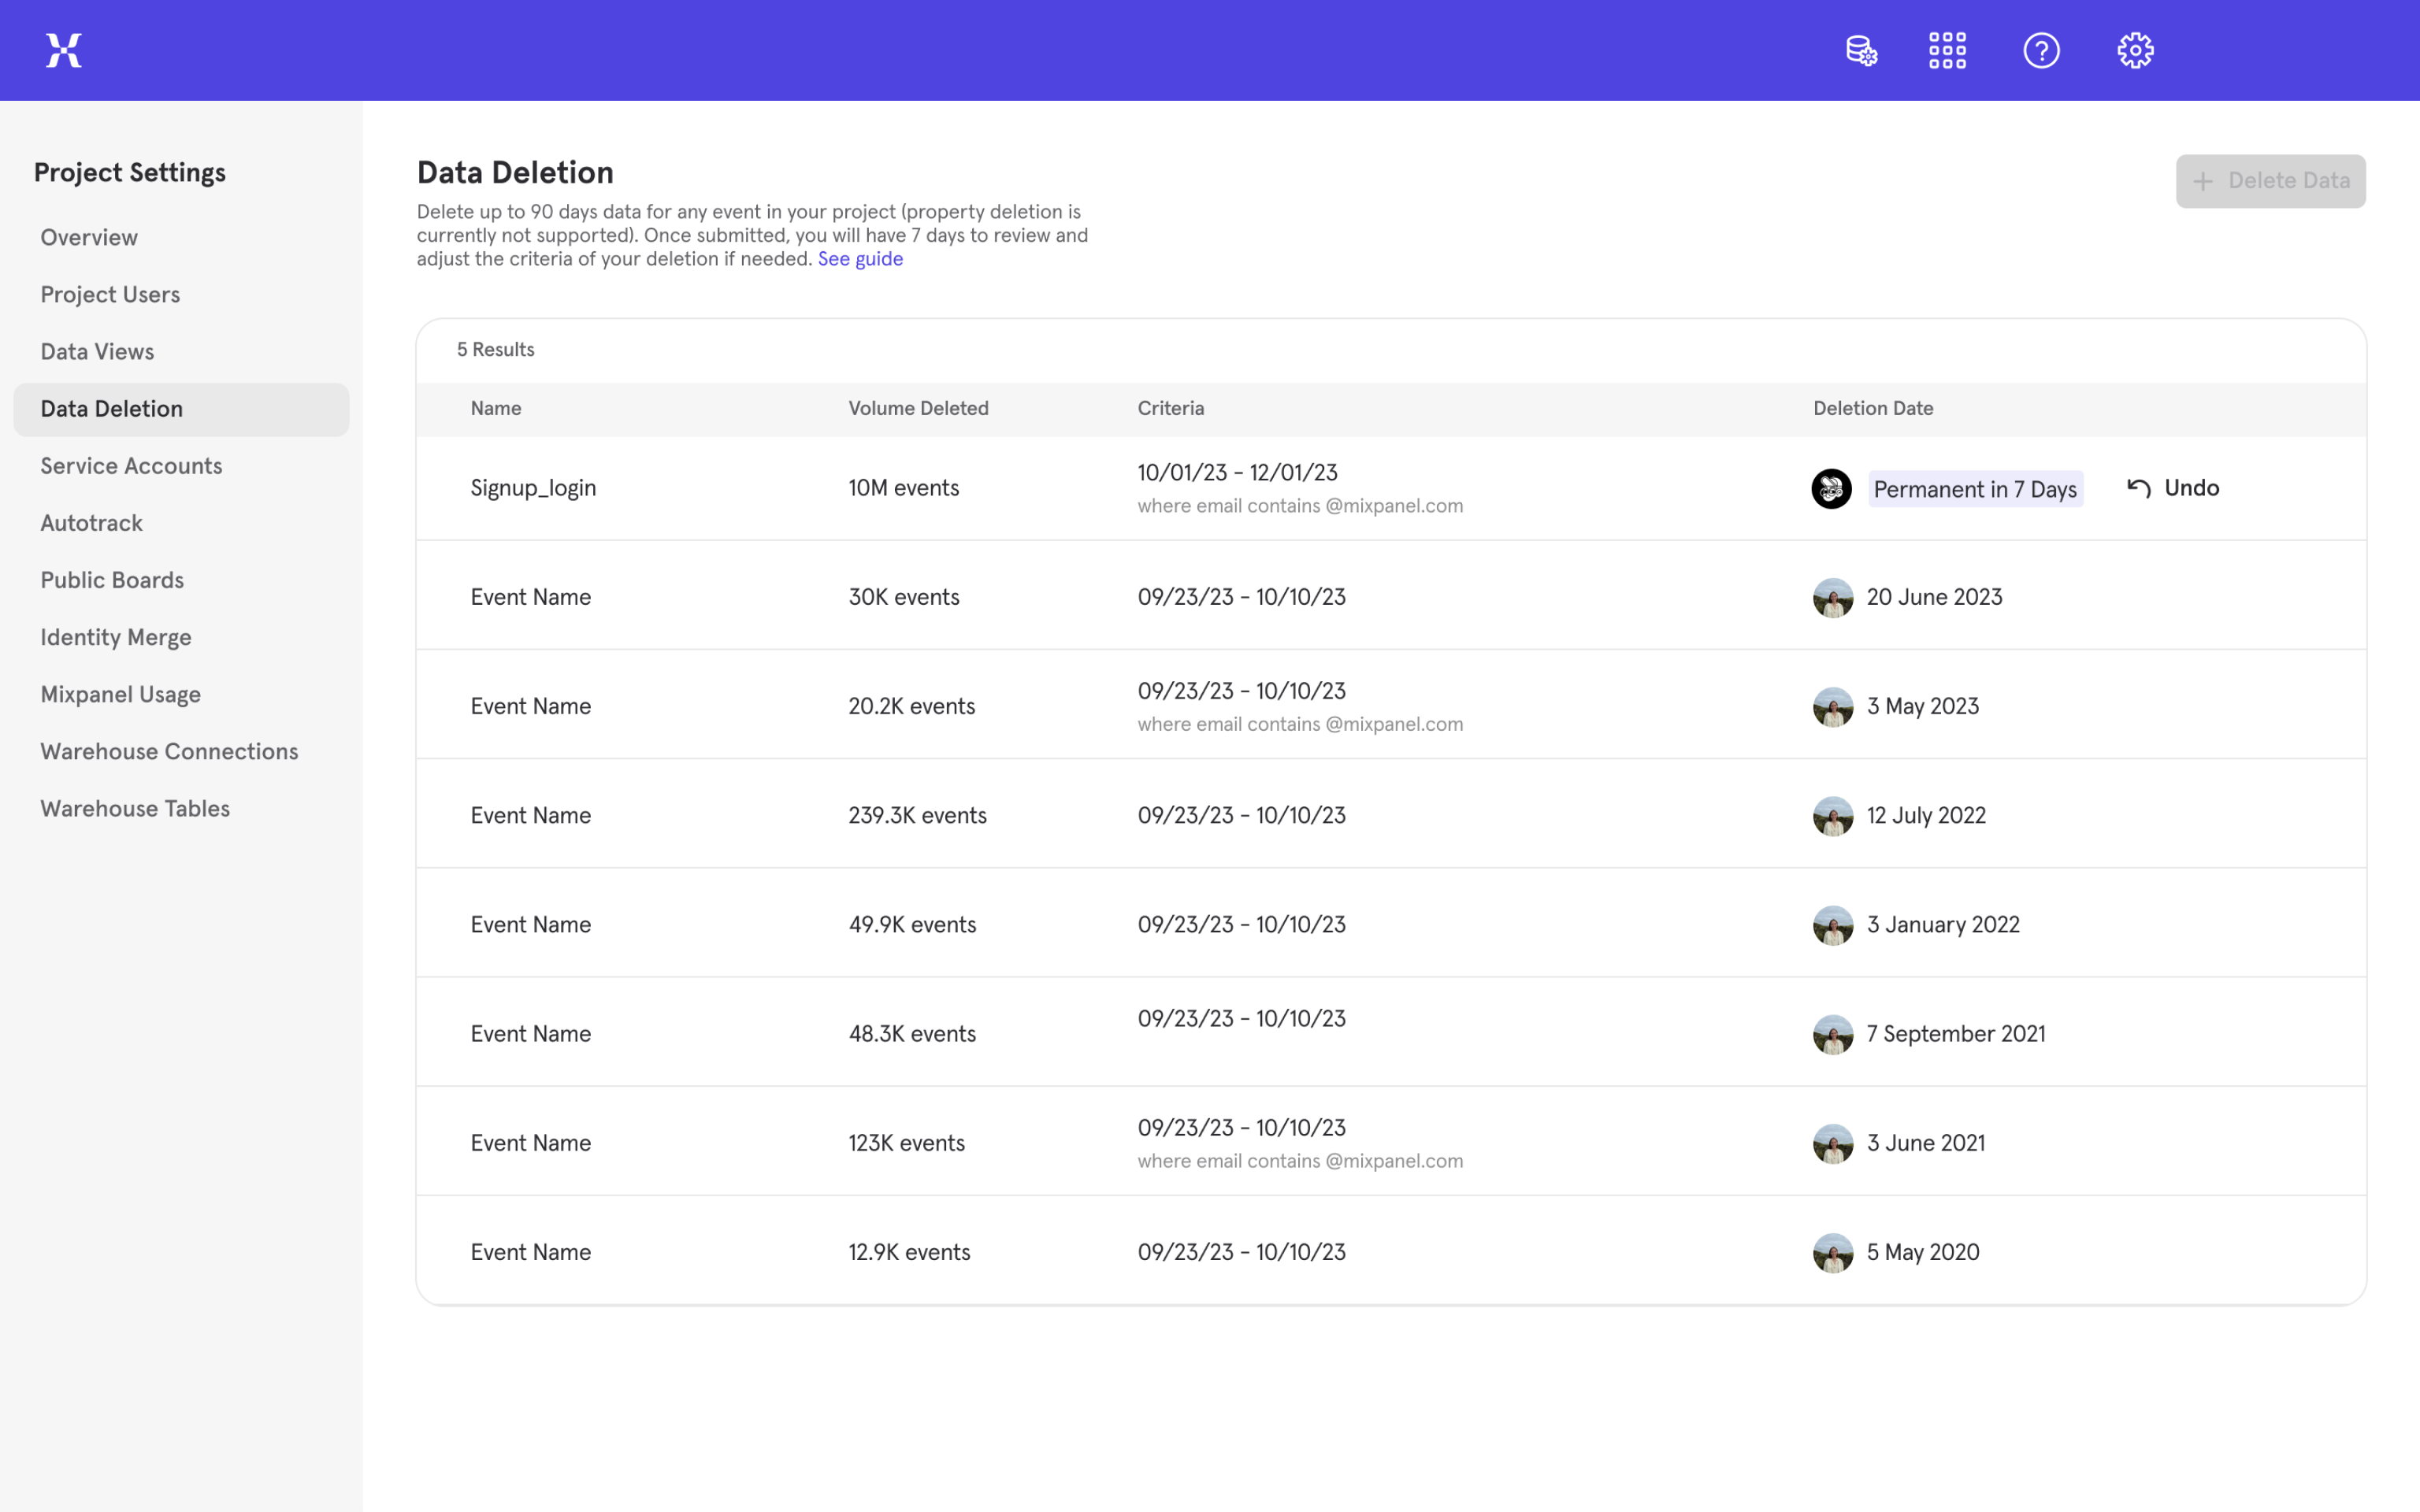 Project Settings
Overview
Project Users
Data Views
Data Deletion
Service Accounts
Autotrack
Public Boards
Identity Merge
Mixpanel Usage
Warehouse Connections
Warehouse Tables
Data Deletion
Delete up to 90 days data for any event in your project (property deletion is
currently not supported). Once submitted, you will have 7 days to review and
adjust the criteria of your deletion if needed. See guide
+ Delete Data
5 Results
Name Volume Deleted Criteria Deletion Date
Signup_login 10M events 10/01/23 - 12/01/23 Permanent in 7 Days Undo
where email contains @mixpanel.com
Event Name 30K events 09/23/23 - 10/10/23 20 June 2023
Event Name 20.2K events 09/23/23 - 10/10/23 3 May 2023
where email contains @mixpanel.com
Event Name 239.3K events 09/23/23 - 10/10/23 12 July 2022
Event Name 49.9K events 09/23/23 - 10/10/23 3 January 2022
Event Name 48.3K events 09/23/23 - 10/10/23 7 September 2021
Event Name 123K events 09/23/23 - 10/10/23 3 June 2021
where email contains @mixpanel.com
Event Name 12.9K events 09/23/23 - 10/10/23 5 May 2020